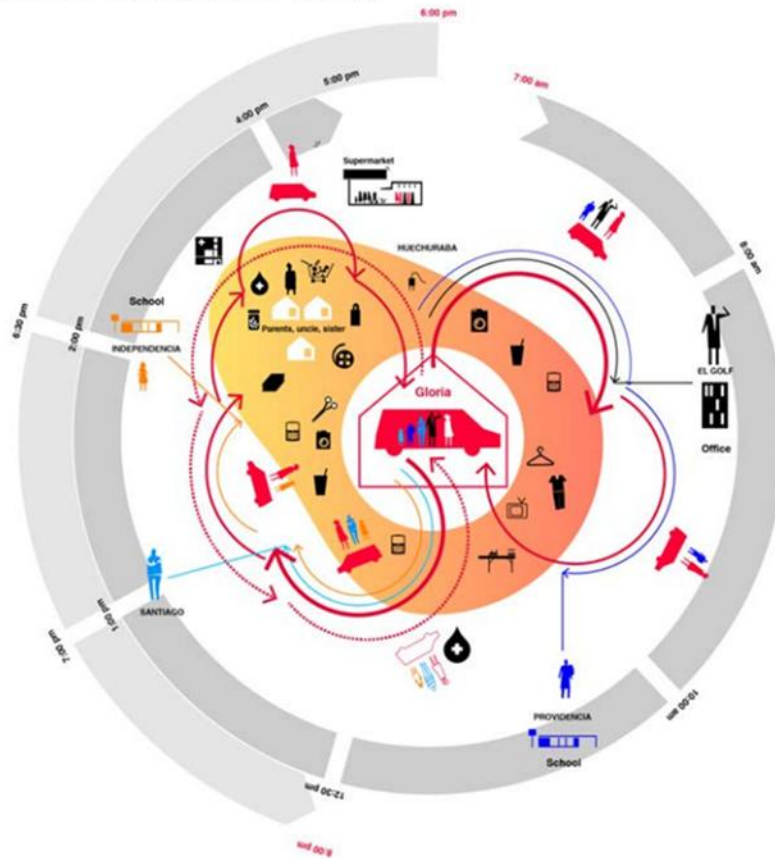 6:00 pm
5:00 pm
4:00 pm
7:00 am
Supermarket
HUECHURABA
8:00 am
6:30 pm
2:00 pm
School
INDEPENDENCIA
Parents, uncle, sister
Gloria
EL GOLF
Office
SANTIAGO
1:00 pm
7:00 pm
10:00 am
PROVIDENCIA
School
12:30 pm
8:00 pm